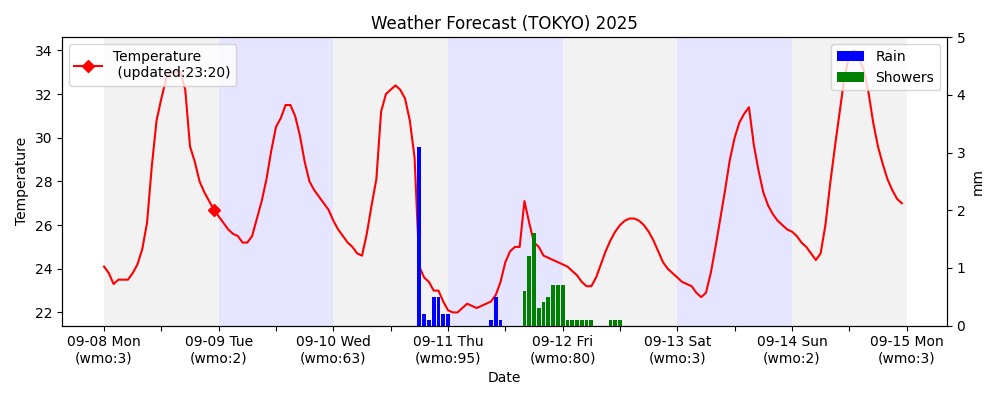 Weather Forecast (TOKYO) 2025
Temperature
(updated:23:20)
Rain
Showers
34
32
30
28
26
24
22
Temperature
5
4
3
2
1
0
mm
09-08 Mon 09-09 Tue 09-10 Wed 09-11 Thu 09-12 Fri 09-13 Sat 09-14 Sun 09-15 Mon
(wmo:3) (wmo:2) (wmo:63) (wmo:95) (wmo:80) (wmo:3) (wmo:2) (wmo:3)
Date